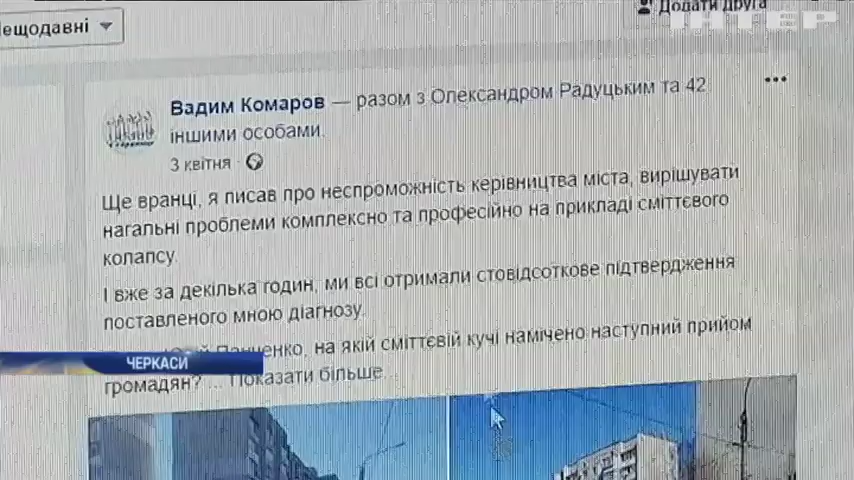 Нещодавні
Додати друга
ІНТЕР
Вадим Комаров — разом з Олександром Радуцьким та 42
іншими особами.
3 квітня
Ще вранці, я писав про неспроможність керівництва міста, вирішувати
нагальні проблеми комплексно та професійно на прикладі сміттєвого
колапсу.
І вже за декілька годин, ми всі отримали стовідсоткове підтвердження
поставленого мною діагнозу.
на якій сміттєвій кучі намічено наступний прийом
ЧЕРКАСИ
громадян? ... Показати більше...